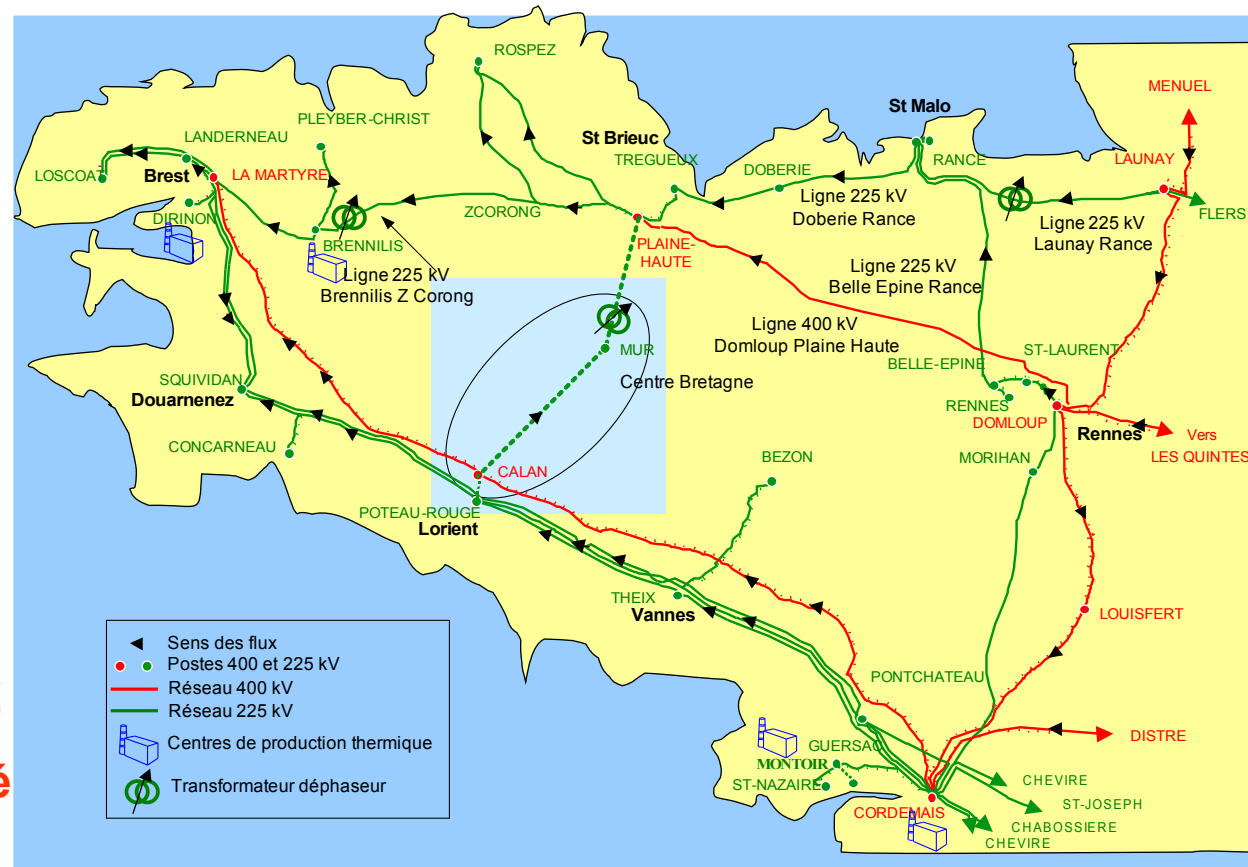 ROSPEZ
MENUEL
St Malo
PLEYBER-CHRIST
LANDERNEAU
St Brieuc
TREGUEUX
RANCE
LAUNAY
DOBERIE
LOSCOAT
Brest
LA MARTYRE
DIRINON
ZCORONG
Ligne 225 kV
Doberie Rance
Ligne 225 kV
Launay Rance
FLERS
BRENNILIS
Ligne 225 kV
Brennilis Z Corong
PLAINE-
HAUTE
Ligne 225 kV
Belle Epine Rance
Ligne 400 kV
Domloup Plaine Haute
MUR
ST-LAURENT
BELLE-EPINE
Centre Bretagne
SQUIVIDAN
Douarnenez
RENNES
DOMLOUP
Rennes
Vers
LES QUINTES
CONCARNEAU
CALAN
BEZON
MORIHAN
POTEAU-ROUGE
Lorient
THEIX
Vannes
LOUISFERT
PONTCHATEAU
DISTRE
GUERSAC
MONTOIR
ST-NAZAIRE
CORDEMAIS
CHEVIRE
ST-JOSEPH
CHABOSSIERE
CHEVIRE
Sens des flux
Postes 400 et 225 kV
Réseau 400 kV
Réseau 225 kV
Centres de production thermique
Transformateur déphaseur
é